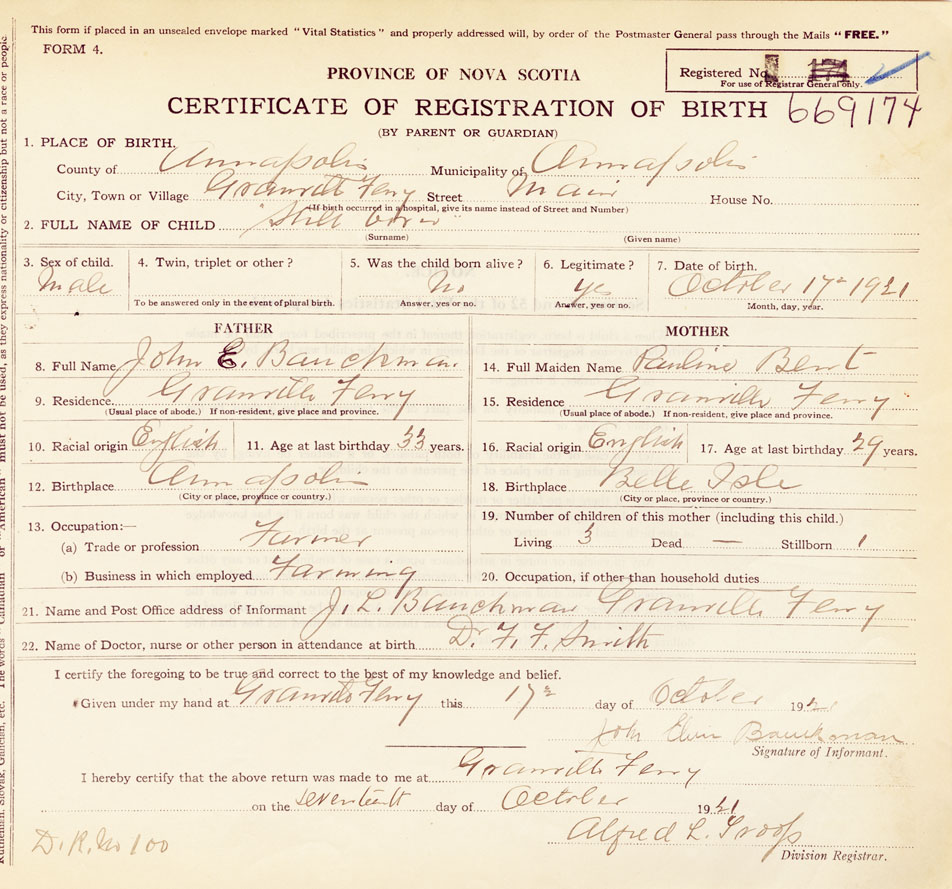 This form if placed in an unsealed envelope marked "Vital Statistics" and properly addressed will, by order of the Postmaster General pass through the Mails "FREE."
FORM 4.
PROVINCE OF NOVA SCOTIA
Registered No. 174
For use of Registrar General only.
CERTIFICATE OF REGISTRATION OF BIRTH 669174
(BY PARENT OR GUARDIAN)
1. PLACE OF BIRTH.
County of Annapolis Municipality of Annapolis
City, Town or Village Granville Ferry Street Main House No.
(If birth occurred in a hospital, give its name instead of Street and Number)
2. FULL NAME OF CHILD "Still born"
(Surname) (Given name)
3. Sex of child. 4. Twin, triplet or other? 5. Was the child born alive? 6. Legitimate? 7. Date of birth.
Male No yes October 17th 1921
To be answered only in the event of plural birth. Answer, yes or no. Answer, yes or no. Month, day, year.
FATHER MOTHER
8. Full Name John E. Bauckman. 14. Full Maiden Name Pauline Bent
9. Residence Granville Ferry 15. Residence Granville Ferry
(Usual place of abode.) If non-resident, give place and province. (Usual place of abode.) If non-resident, give place and province.
10. Racial origin English 11. Age at last birthday 33 years. 16. Racial origin English 17. Age at last birthday 29 years.
12. Birthplace Annapolis 18. Birthplace Belle Isle
(City or place, province or country.) (City or place, province or country.)
13. Occupation:— 19. Number of children of this mother (including this child.)
(a) Trade or profession Farmer Living 3 Dead — Stillborn 1
(b) Business in which employed Farming 20. Occupation, if other than household duties
21. Name and Post Office address of Informant J. E. Bauckman Granville Ferry
22. Name of Doctor, nurse or other person in attendance at birth Dr. F. F. Smith
I certify the foregoing to be true and correct to the best of my knowledge and belief.
Given under my hand at Granville Ferry this 17th day of October 1921
John Elvin Bauckman
Signature of Informant.
I hereby certify that the above return was made to me at Granville Ferry
on the seventeenth day of October 1921
Alfred L. Troop
D.R. No 100
Division Registrar.